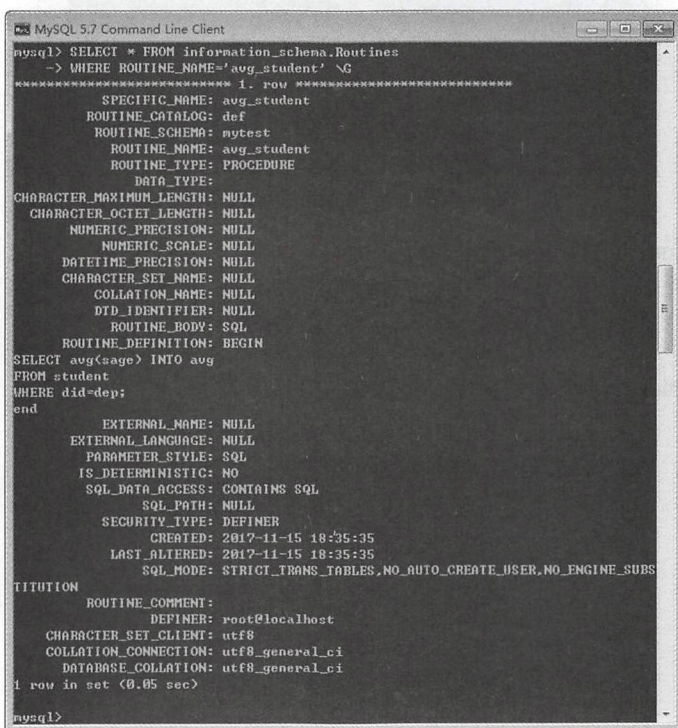 MySQL 5.7 Command Line Client
mysql> SELECT * FROM information_schema.Routines
    -> WHERE ROUTINE_NAME='avg_student' \G
*************************** 1. row ***************************
SPECIFIC_NAME: avg_student
ROUTINE_CATALOG: def
ROUTINE_SCHEMA: mytest
ROUTINE_NAME: avg_student
ROUTINE_TYPE: PROCEDURE
DATA_TYPE:
CHARACTER_MAXIMUM_LENGTH: NULL
CHARACTER_OCTET_LENGTH: NULL
NUMERIC_PRECISION: NULL
NUMERIC_SCALE: NULL
DATETIME_PRECISION: NULL
CHARACTER_SET_NAME: NULL
COLLATION_NAME: NULL
DTD_IDENTIFIER: NULL
ROUTINE_BODY: SQL
ROUTINE_DEFINITION: BEGIN
SELECT avg(sage) INTO avg
FROM student
WHERE did=dep;
end
EXTERNAL_NAME: NULL
EXTERNAL_LANGUAGE: NULL
PARAMETER_STYLE: SQL
IS_DETERMINISTIC: NO
SQL_DATA_ACCESS: CONTAINS SQL
SQL_PATH: NULL
SECURITY_TYPE: DEFINER
CREATED: 2017-11-15 18:35:35
LAST_ALTERED: 2017-11-15 18:35:35
SQL_MODE: STRICT_TRANS_TABLES,NO_AUTO_CREATE_USER,NO_ENGINE_SUBS
TITUTION
ROUTINE_COMMENT:
DEFINER: root@localhost
CHARACTER_SET_CLIENT: utf8
COLLATION_CONNECTION: utf8_general_ci
DATABASE_COLLATION: utf8_general_ci
1 row in set (0.05 sec)
mysql>